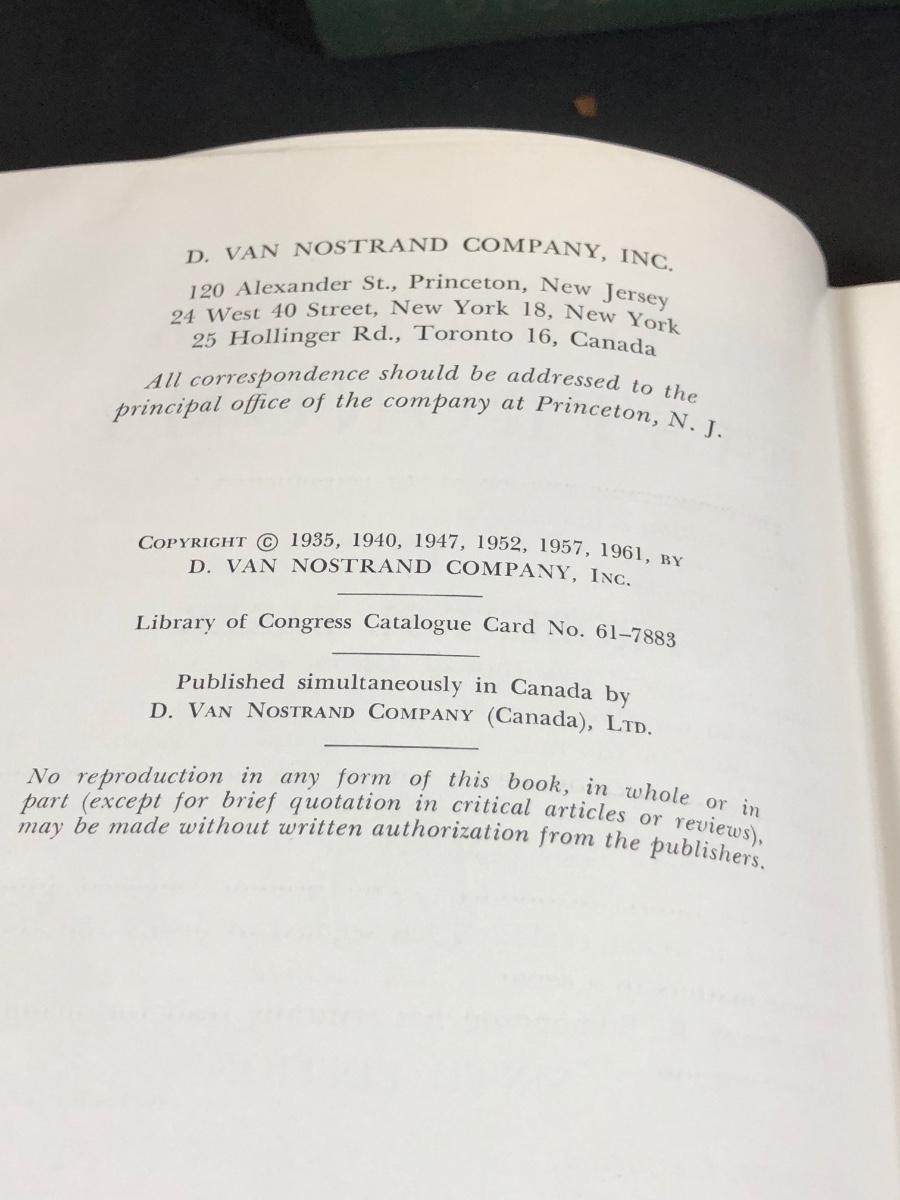 D. VAN NOSTRAND COMPANY, INC.
120 Alexander St., Princeton, New Jersey
24 West 40 Street, New York 18, New York
25 Hollinger Rd., Toronto 16, Canada
All correspondence should be addressed to the
principal office of the company at Princeton, N. J.
COPYRIGHT © 1935, 1940, 1947, 1952, 1957, 1961, BY
D. VAN NOSTRAND COMPANY, INC.
Library of Congress Catalogue Card No. 61–7883
Published simultaneously in Canada by
D. VAN NOSTRAND COMPANY (Canada), LTD.
No reproduction in any form of this book, in whole or in
part (except for brief quotation in critical articles or reviews),
may be made without written authorization from the publishers.